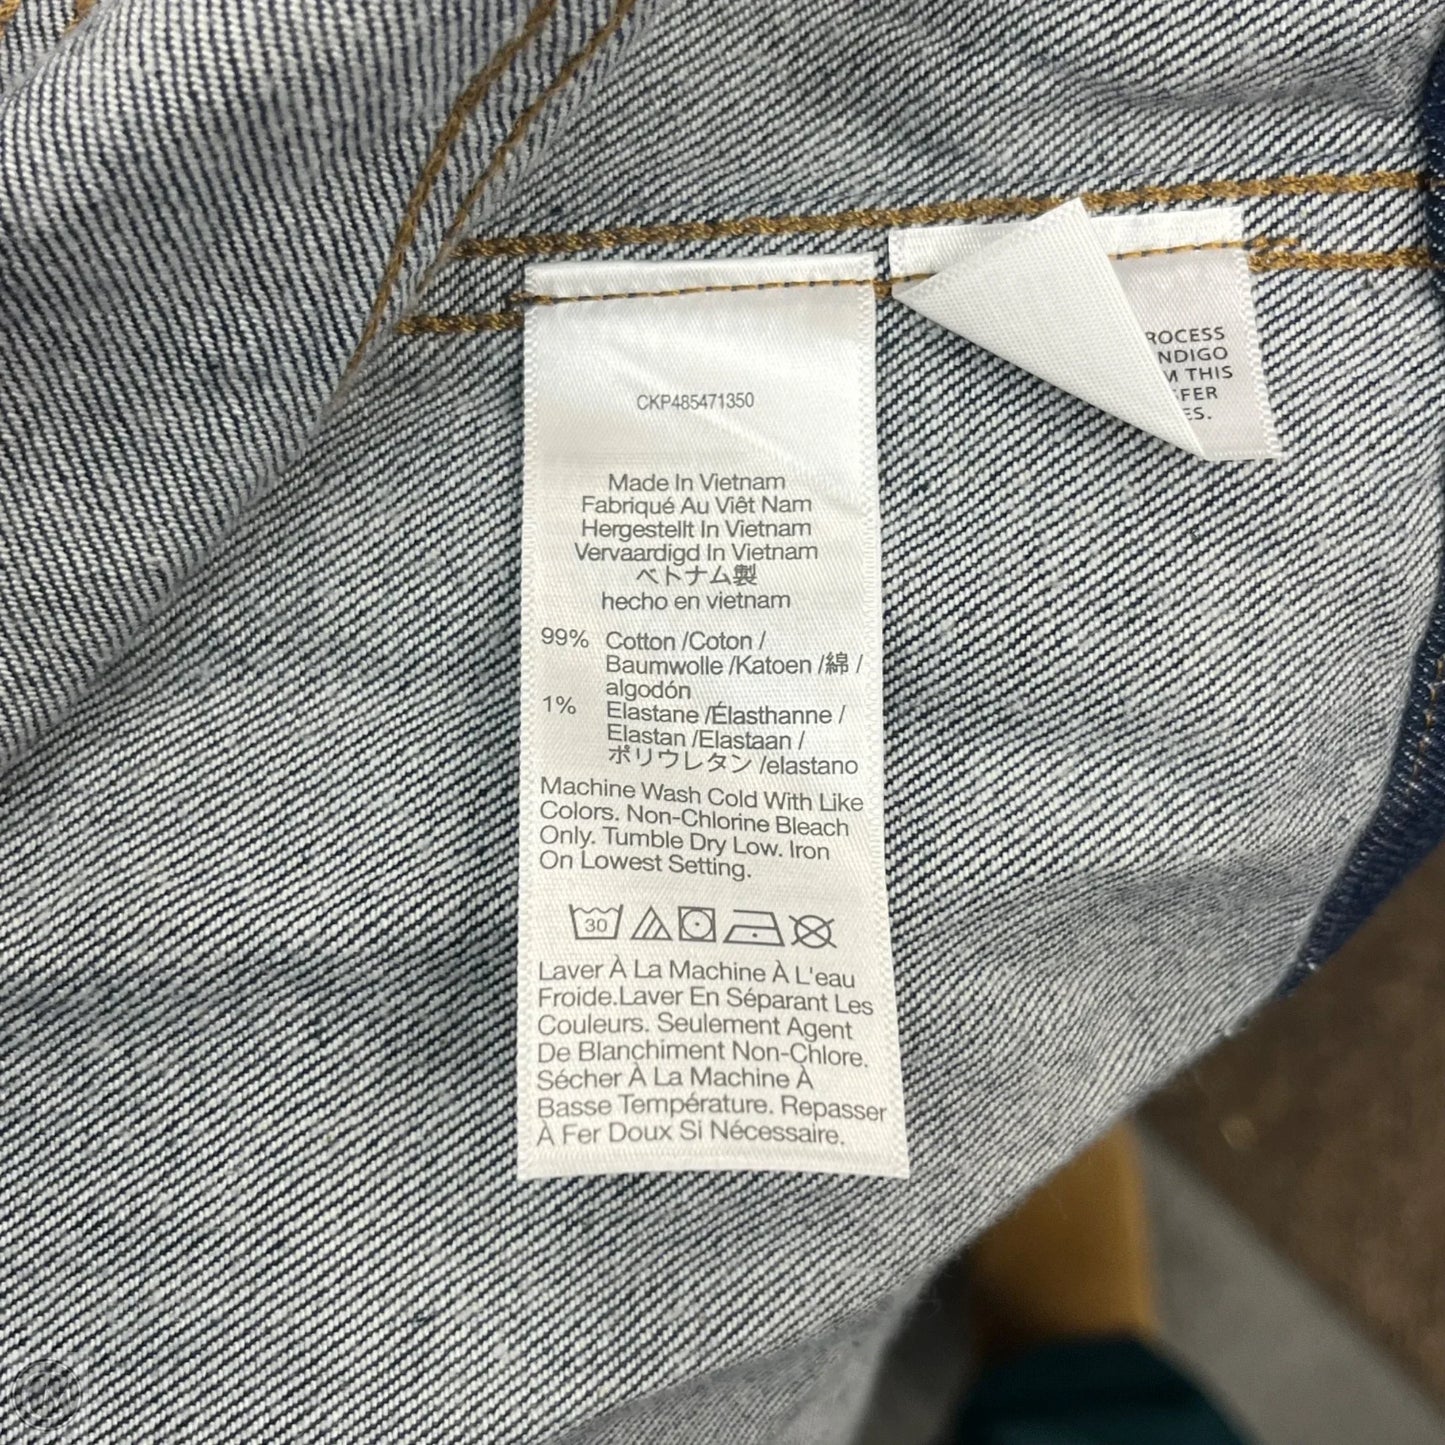 CKP485471350
Made In Vietnam
Fabriqué Au Viêt Nam
Hergestellt In Vietnam
Vervaardigd In Vietnam
ベトナム製
hecho en vietnam
99% Cotton /Coton /
Baumwolle /Katoen /綿 /
algodón
1% Elastane /Élasthanne /
Elastan /Elastaan /
ポリウレタン /elastano
Machine Wash Cold With Like
Colors. Non-Chlorine Bleach
Only. Tumble Dry Low. Iron
On Lowest Setting.
30
Laver À La Machine À L'eau
Froide.Laver En Séparant Les
Couleurs. Seulement Agent
De Blanchiment Non-Chlore.
Sécher À La Machine À
Basse Température. Repasser
À Fer Doux Si Nécessaire.
ROCESS
NDIGO
M THIS
FER
ES.